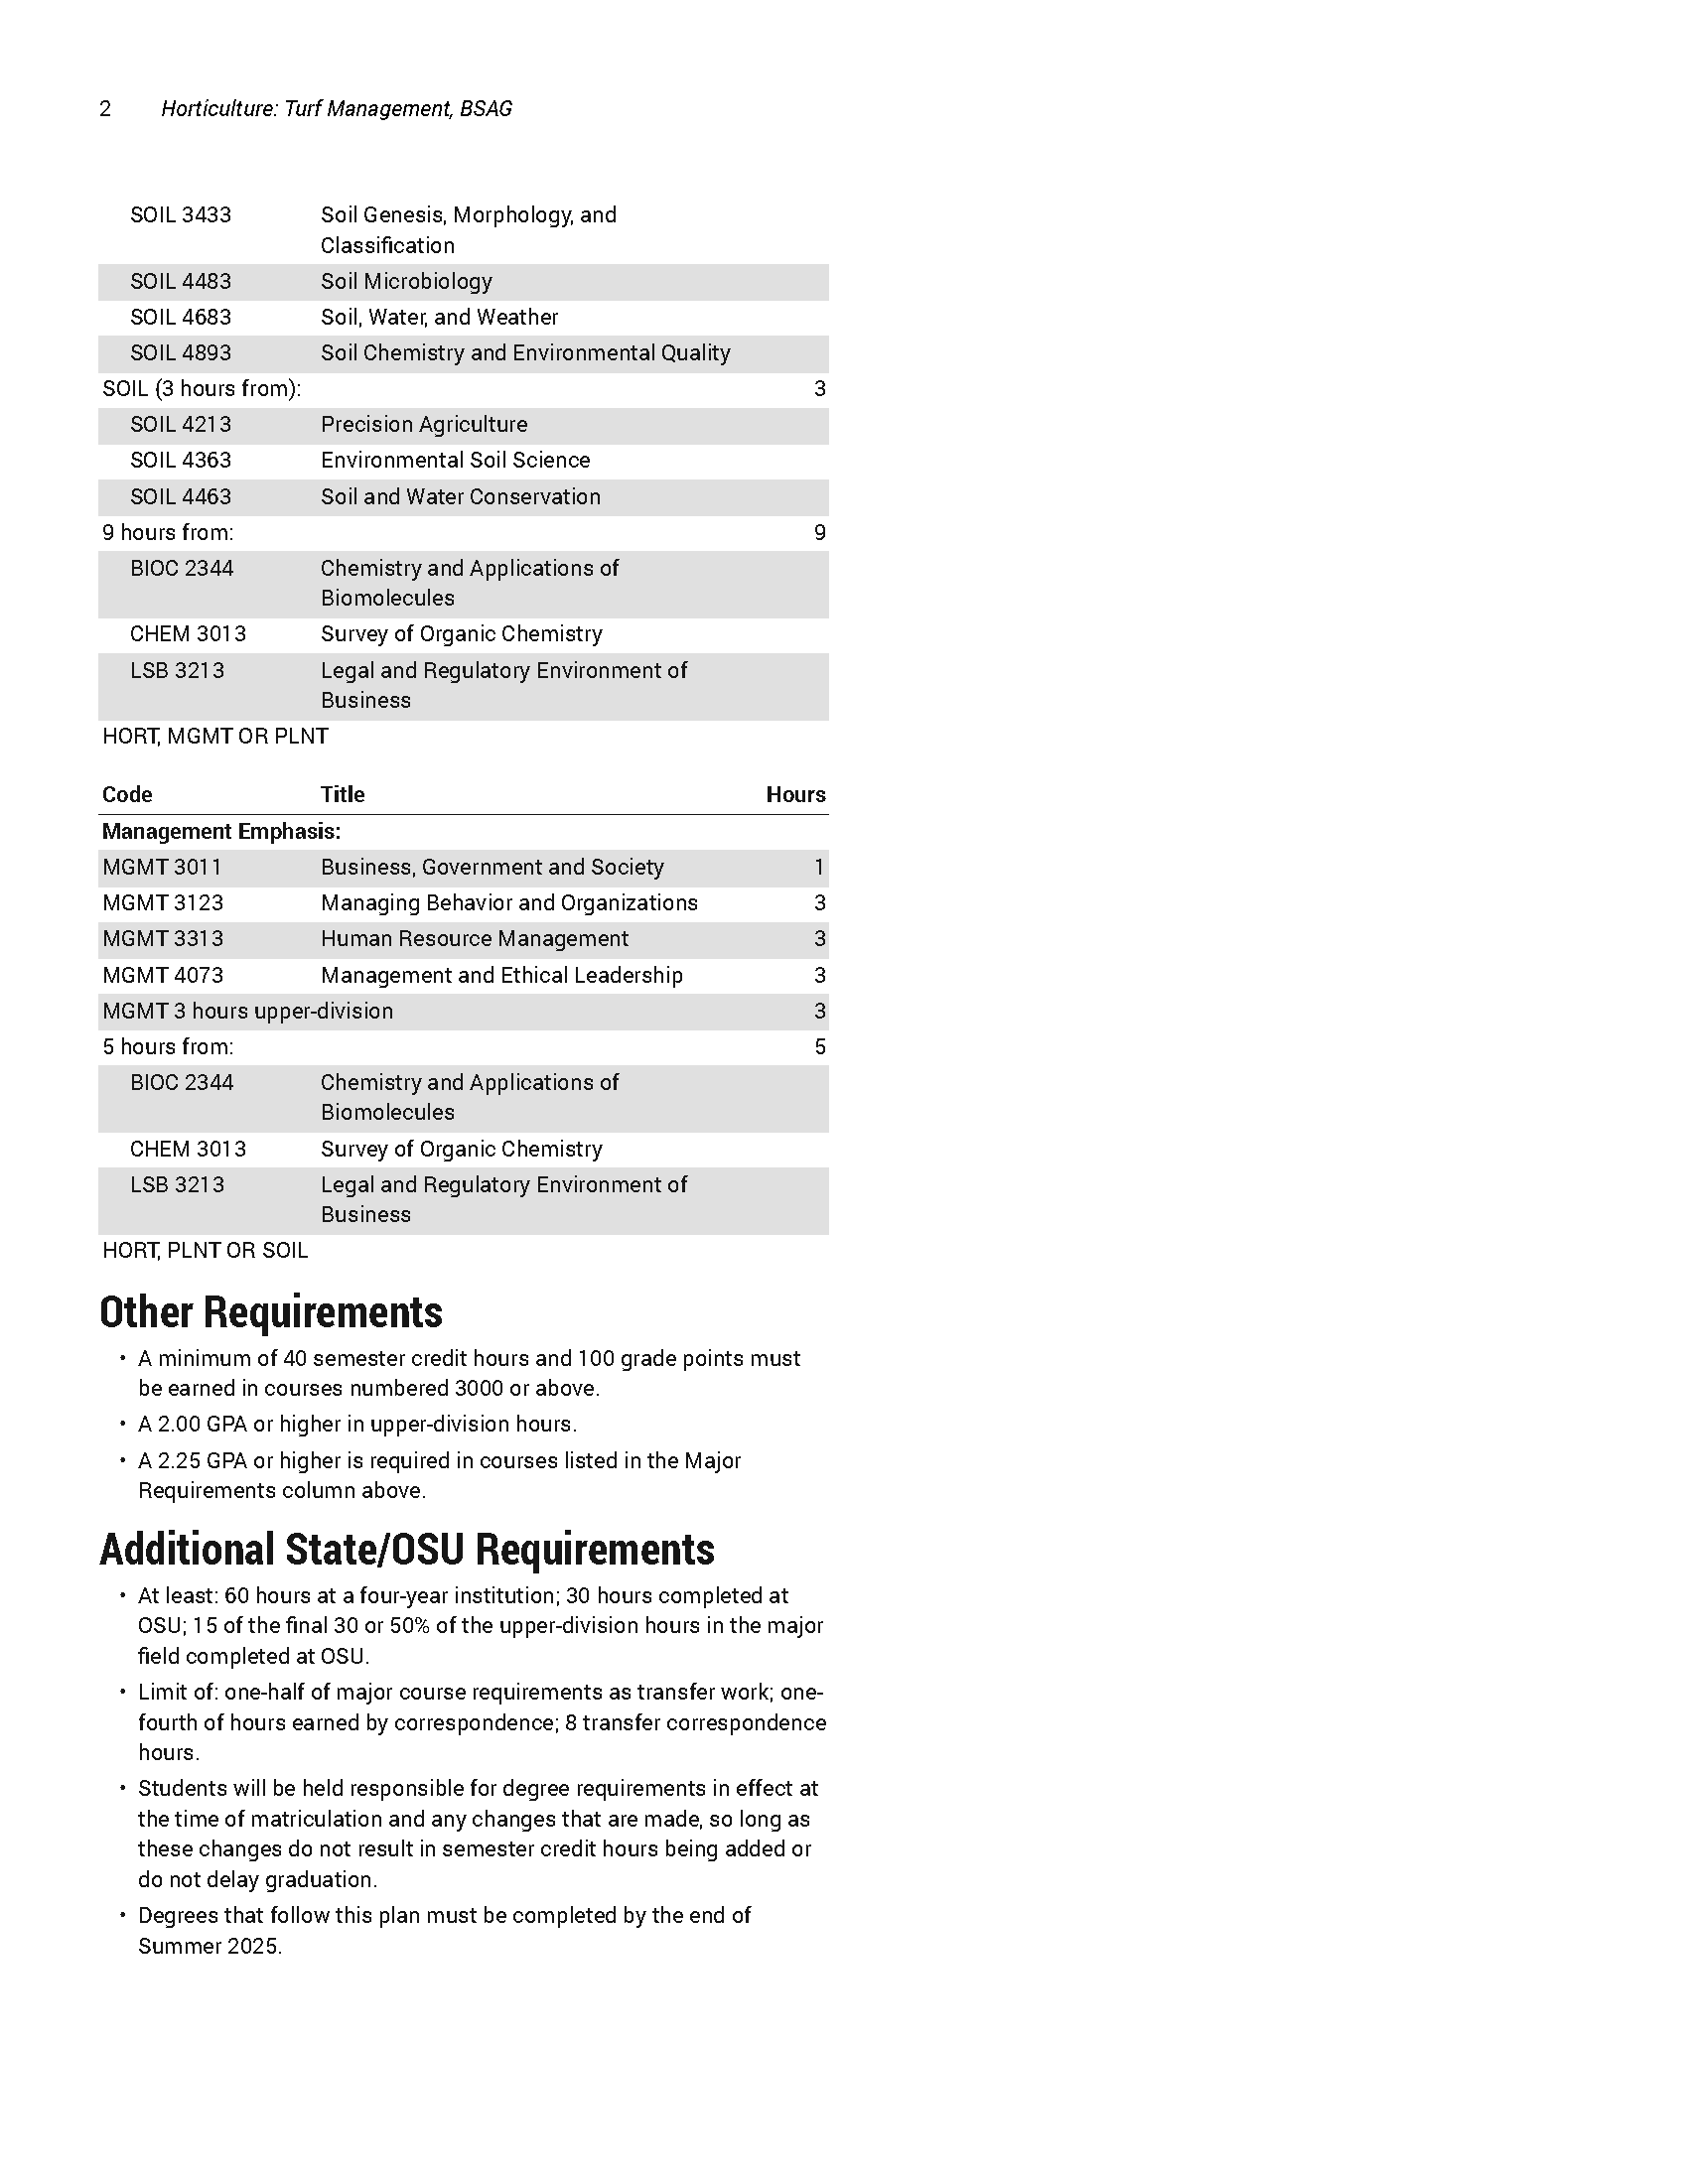 2 Horticulture: Turf Management, BSAG
SOIL 3433 Soil Genesis, Morphology, and
Classification
SOIL 4483 Soil Microbiology
SOIL 4683 Soil, Water, and Weather
SOIL 4893 Soil Chemistry and Environmental Quality
SOIL (3 hours from): 3
SOIL 4213 Precision Agriculture
SOIL 4363 Environmental Soil Science
SOIL 4463 Soil and Water Conservation
9 hours from: 9
BIOC 2344 Chemistry and Applications of
Biomolecules
CHEM 3013 Survey of Organic Chemistry
LSB 3213 Legal and Regulatory Environment of
Business
HORT, MGMT OR PLNT
Code Title Hours
Management Emphasis:
MGMT 3011 Business, Government and Society 1
MGMT 3123 Managing Behavior and Organizations 3
MGMT 3313 Human Resource Management 3
MGMT 4073 Management and Ethical Leadership 3
MGMT 3 hours upper-division 3
5 hours from: 5
BIOC 2344 Chemistry and Applications of
Biomolecules
CHEM 3013 Survey of Organic Chemistry
LSB 3213 Legal and Regulatory Environment of
Business
HORT, PLNT OR SOIL
Other Requirements
• A minimum of 40 semester credit hours and 100 grade points must
be earned in courses numbered 3000 or above.
• A 2.00 GPA or higher in upper-division hours.
• A 2.25 GPA or higher is required in courses listed in the Major
Requirements column above.
Additional State/OSU Requirements
• At least: 60 hours at a four-year institution; 30 hours completed at
OSU; 15 of the final 30 or 50% of the upper-division hours in the major
field completed at OSU.
• Limit of: one-half of major course requirements as transfer work; one-
fourth of hours earned by correspondence; 8 transfer correspondence
hours.
• Students will be held responsible for degree requirements in effect at
the time of matriculation and any changes that are made, so long as
these changes do not result in semester credit hours being added or
do not delay graduation.
• Degrees that follow this plan must be completed by the end of
Summer 2025.